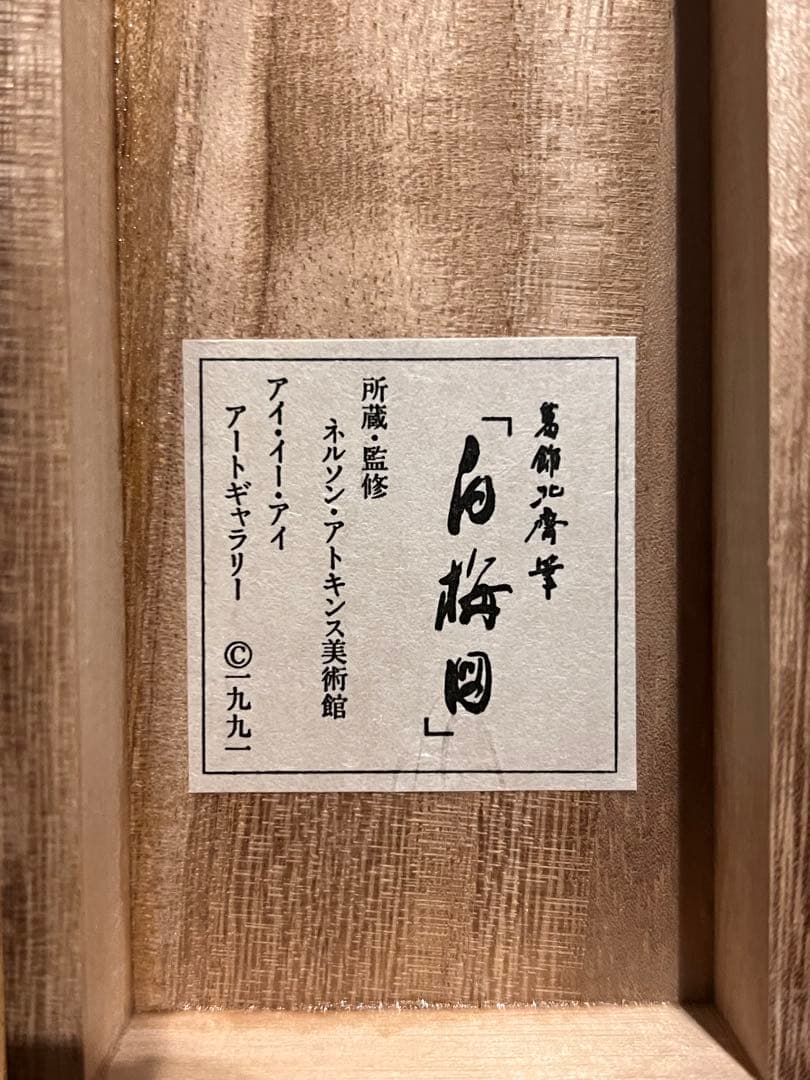 葛飾北齋筆
「白梅図」
所蔵・監修
ネルソン・アトキンス美術館
アイ・イー・アイ
アートギャラリー ©一九九一